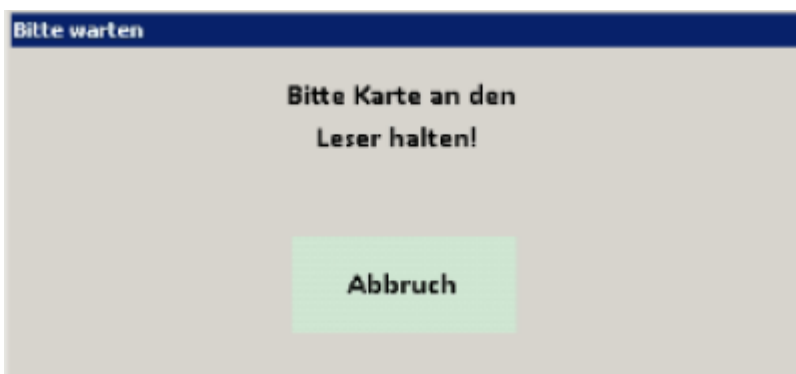 Bitte warten
Bitte Karte an den
Leser halten!
Abbruch